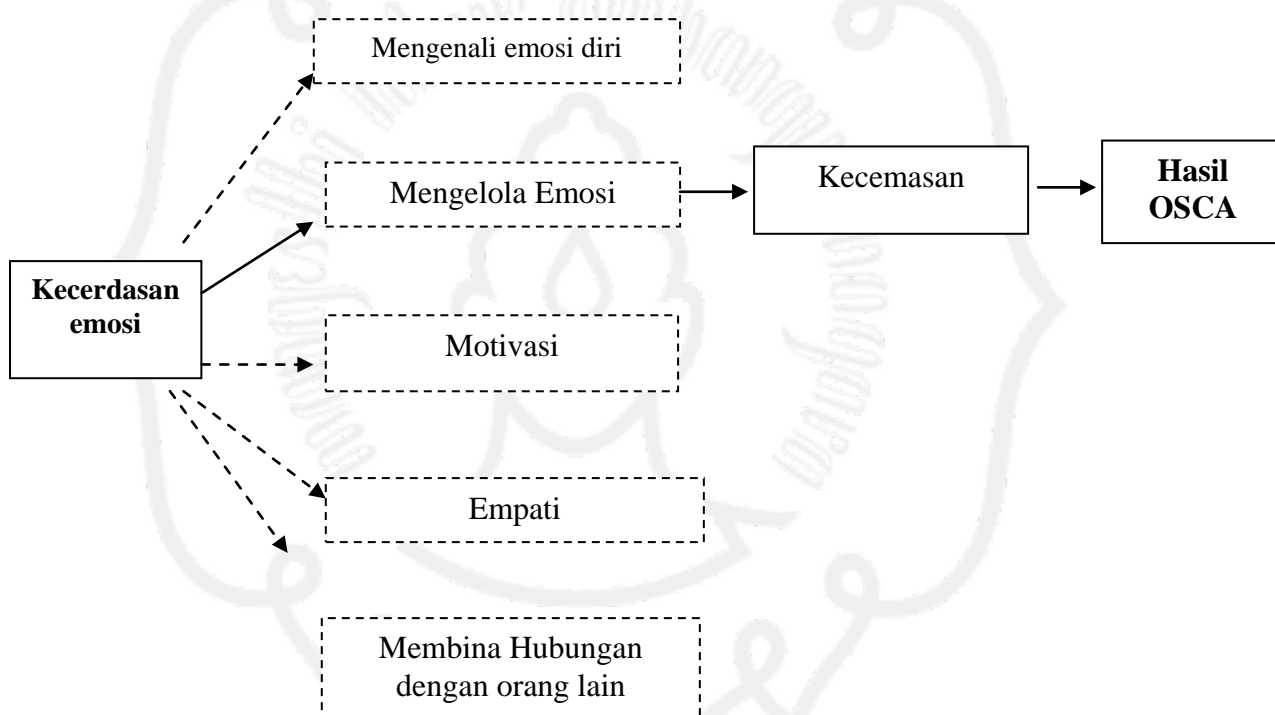 Mengenali emosi diri
Mengelola Emosi
Kecemasan
Hasil
OSCA
Kecerdasan
emosi
Motivasi
Empati
Membina Hubungan
dengan orang lain